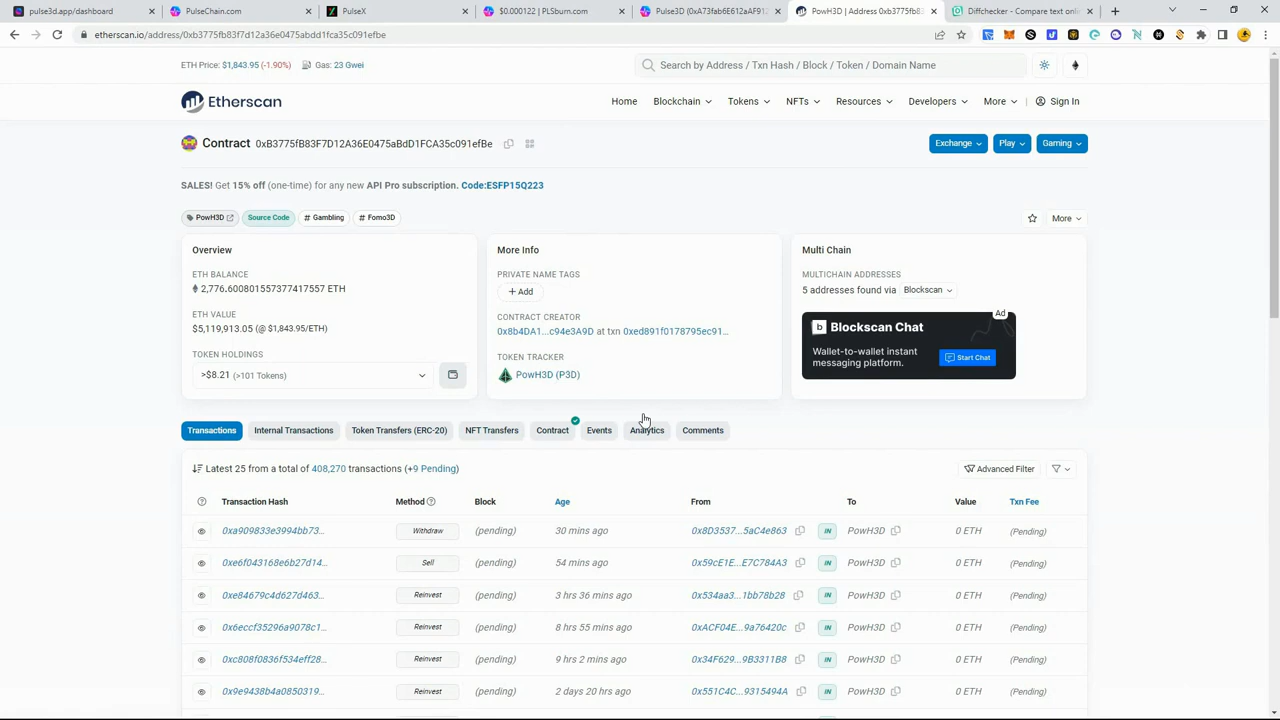 pulse3d.app/dashboard
PulseChain.com
PulseX
$0.000122 | PLSburn.com
Pulse3D (0xA73fab6E612aAF91
PowH3D | Address 0xb3775fb83
Diffchecker - Compare text onli
etherscan.io/address/0xb3775fb83f7d12a36e0475abdd1fca35c091efbe
ETH Price: $1,843.95 (-1.90%) Gas: 23 Gwei
Search by Address / Txn Hash / Block / Token / Domain Name
Etherscan
Home Blockchain Tokens NFTs Resources Developers More | Sign In
Contract 0xB3775fB83F7D12A36E0475aBdD1FCA35c091efBe
Exchange Play Gaming
SALES! Get 15% off (one-time) for any new API Pro subscription. Code:ESFP15Q223
PowH3D Source Code # Gambling # Fomo3D
More
Overview
ETH BALANCE
2,776.600801557377417557 ETH
ETH VALUE
$5,119,913.05 (@ $1,843.95/ETH)
TOKEN HOLDINGS
>$8.21 (>101 Tokens)
More Info
PRIVATE NAME TAGS
+ Add
CONTRACT CREATOR
0x8b4DA1...c94e3A9D at txn 0xed891f0178795ec91...
TOKEN TRACKER
PowH3D (P3D)
Multi Chain
MULTICHAIN ADDRESSES
5 addresses found via Blockscan
Ad
Blockscan Chat
Wallet-to-wallet instant
messaging platform.
Start Chat
Transactions Internal Transactions Token Transfers (ERC-20) NFT Transfers Contract Events Analytics Comments
Latest 25 from a total of 408,270 transactions (+9 Pending)
Advanced Filter
Transaction Hash Method Block Age From To Value Txn Fee
0xa909833e3994bb73... Withdraw (pending) 30 mins ago 0x8D3537...5aC4e863 IN PowH3D 0 ETH (Pending)
0xe6f043168e6b27d14... Sell (pending) 54 mins ago 0x59cE1E...E7C784A3 IN PowH3D 0 ETH (Pending)
0xe84679c4d627d463... Reinvest (pending) 3 hrs 36 mins ago 0x534aa3...1bb78b28 IN PowH3D 0 ETH (Pending)
0x6eccf35296a9078c1... Reinvest (pending) 8 hrs 55 mins ago 0xACF04E...9a76420c IN PowH3D 0 ETH (Pending)
0xc808f0836f534eff28... Reinvest (pending) 9 hrs 2 mins ago 0x34F629...9B3311B8 IN PowH3D 0 ETH (Pending)
0x9e9438b4a0850319... Reinvest (pending) 2 days 20 hrs ago 0x551C4C...9315494A IN PowH3D 0 ETH (Pending)